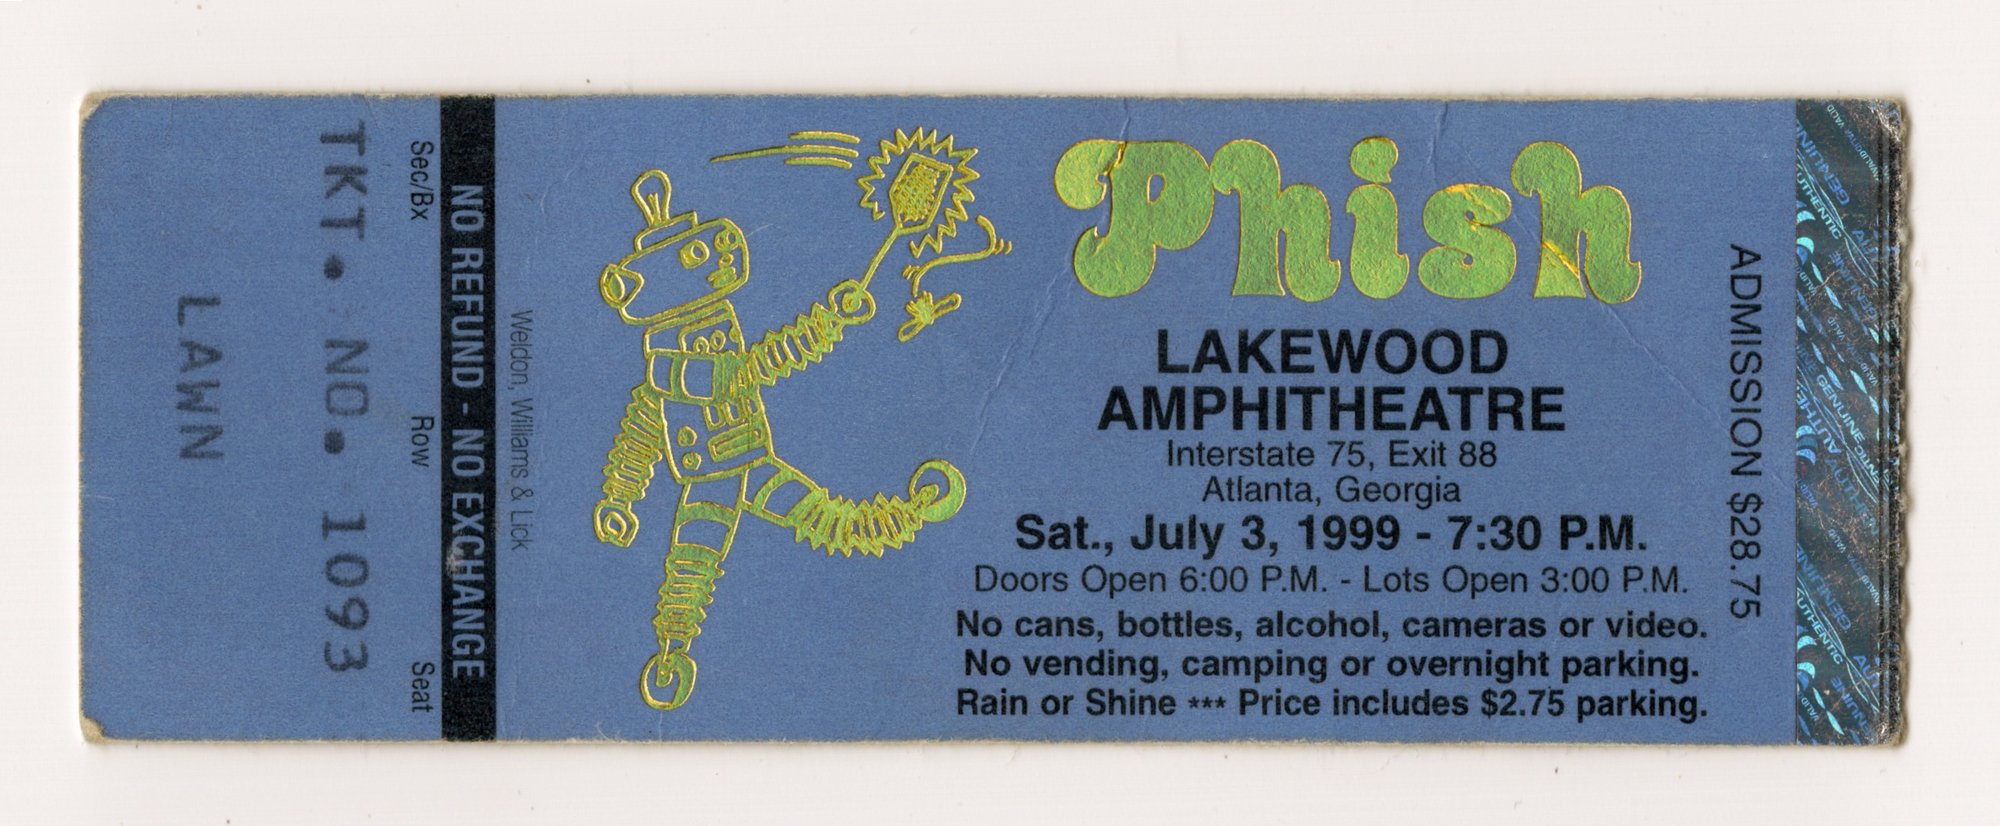 TKT. NO. 1093
LAWN
Sec/Bx Row Seat
NO REFUND - NO EXCHANGE
Weldon, Williams & Lick
Phish
LAKEWOOD
AMPHITHEATRE
Interstate 75, Exit 88
Atlanta, Georgia
Sat., July 3, 1999 - 7:30 P.M.
Doors Open 6:00 P.M. - Lots Open 3:00 P.M.
No cans, bottles, alcohol, cameras or video.
No vending, camping or overnight parking.
Rain or Shine *** Price includes $2.75 parking.
ADMISSION $28.75
GENUINE
AUTHENTIC
VALID